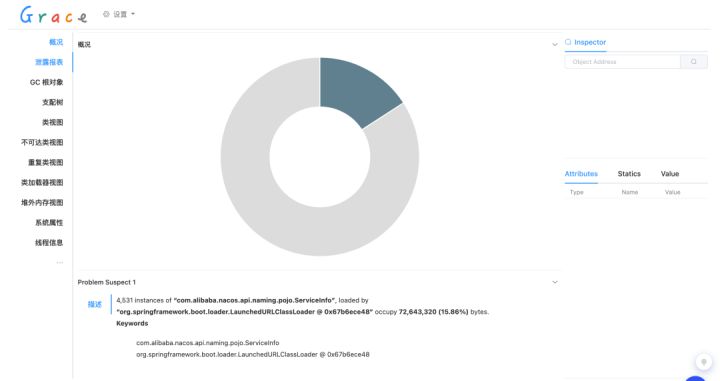 Grace
设置
概况
泄露报表
GC 根对象
支配树
类视图
不可达类视图
重复类视图
类加载器视图
堆外内存视图
系统属性
线程信息
...
概况
Problem Suspect 1
描述
4,531 instances of "com.alibaba.nacos.api.naming.pojo.ServiceInfo", loaded by
"org.springframework.boot.loader.LaunchedURLClassLoader @ 0x67b6ece48" occupy 72,643,320 (15.86%) bytes.
Keywords
com.alibaba.nacos.api.naming.pojo.ServiceInfo
org.springframework.boot.loader.LaunchedURLClassLoader @ 0x67b6ece48
Inspector
Object Address
Attributes Statics Value
Type Name Value